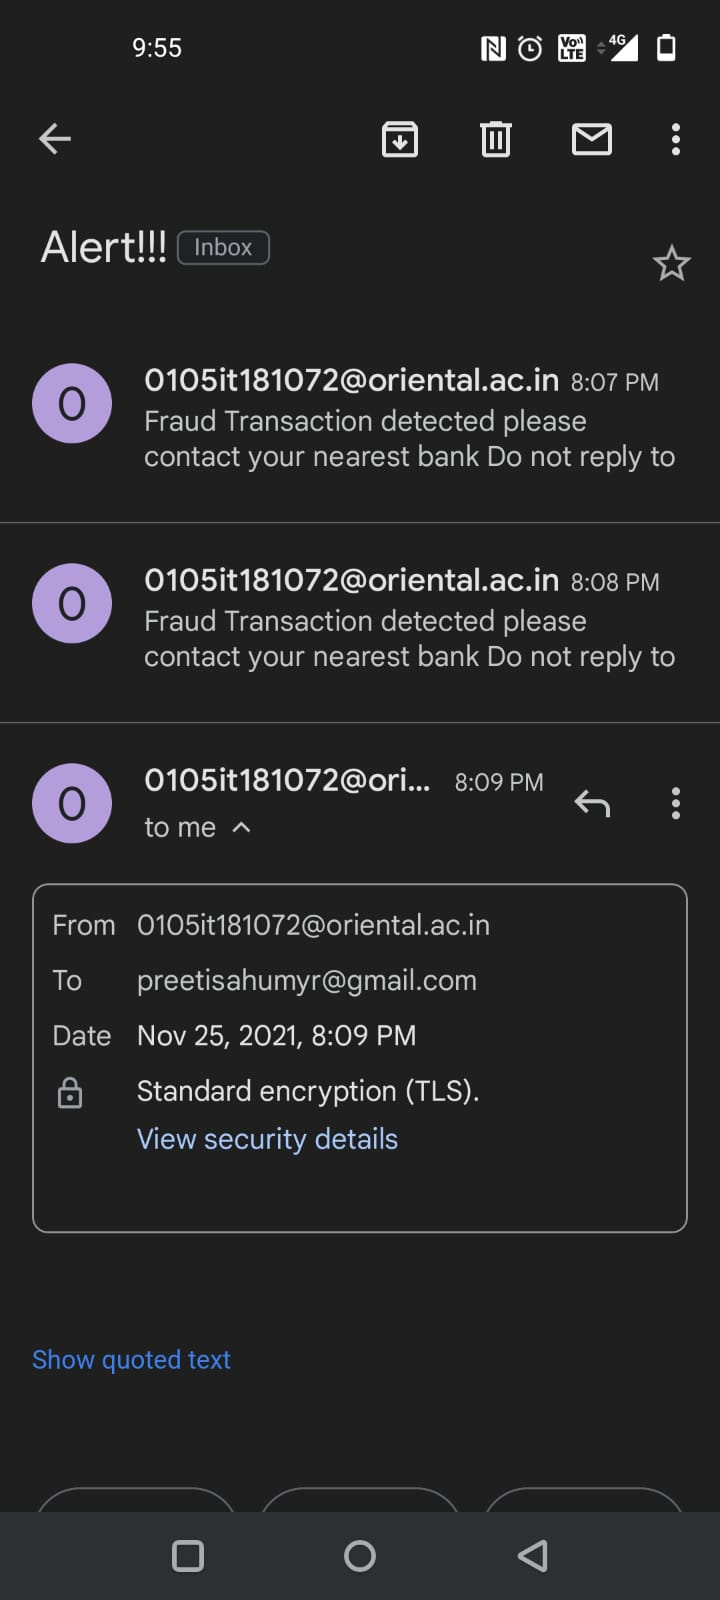 9:55
VoLTE 4G
Alert!!! Inbox
O
0105it181072@oriental.ac.in 8:07 PM
Fraud Transaction detected please
contact your nearest bank Do not reply to
O
0105it181072@oriental.ac.in 8:08 PM
Fraud Transaction detected please
contact your nearest bank Do not reply to
O
0105it181072@ori... 8:09 PM
to me
From 0105it181072@oriental.ac.in
To preetisahumyr@gmail.com
Date Nov 25, 2021, 8:09 PM
Standard encryption (TLS).
View security details
Show quoted text